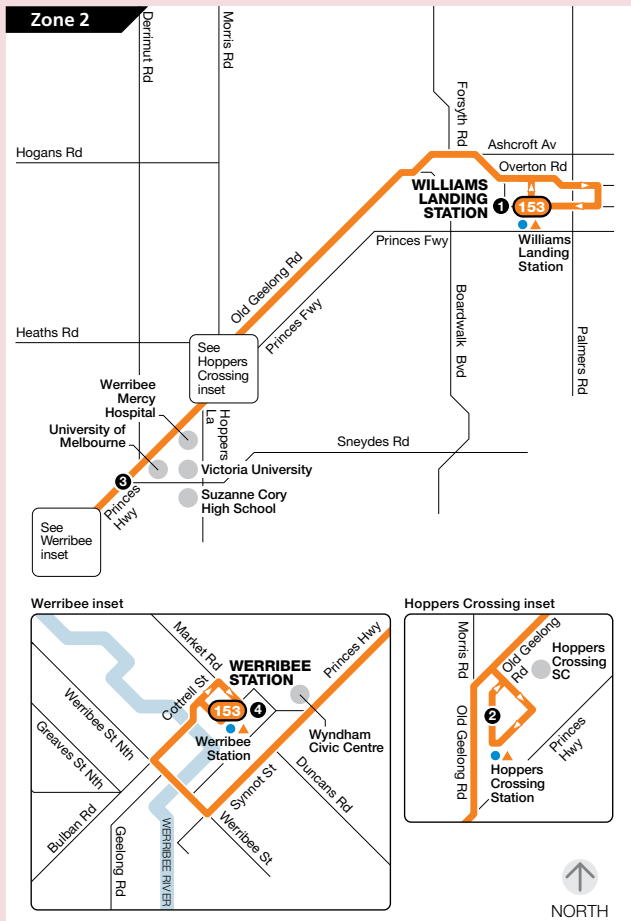 Zone 2
Derrimut Rd
Morris Rd
Forsyth Rd
Hogans Rd
Ashcroft Av
Overton Rd
WILLIAMS
LANDING
STATION
1
153
Princes Fwy
Williams
Landing
Station
Old Geelong Rd
Princes Fwy
Boardwalk Bvd
Palmers Rd
Heaths Rd
See
Hoppers
Crossing
inset
Werribee
Mercy
Hospital
University of
Melbourne
Hoppers
La
Sneydes Rd
3
Victoria University
Princes
Hwy
Suzanne Cory
High School
See
Werribee
inset
Werribee inset
Market Rd
Princes Hwy
WERRIBEE
STATION
Cottrell St
153
4
Werribee
Station
Wyndham
Civic Centre
Werribee St Nth
Greaves St Nth
Synnot St
Duncans Rd
Bulban Rd
Geelong Rd
WERRIBEE RIVER
Werribee St
Hoppers Crossing inset
Morris Rd
Old Geelong
Rd
Hoppers
Crossing
SC
2
Old Geelong Rd
Princes
Hwy
Hoppers
Crossing
Station
NORTH